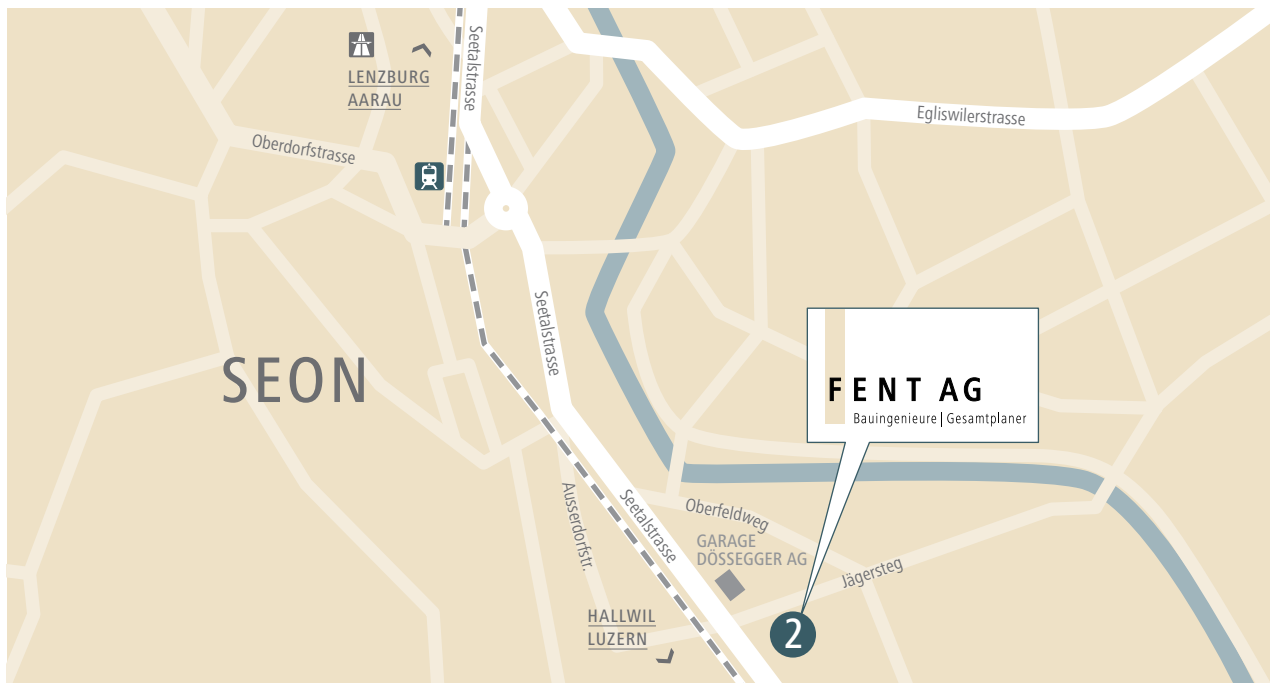 Seetalstrasse
LENZBURG
AARAU
Egliswilerstrasse
Oberdorfstrasse
Seetalstrasse
SEON
FENT AG
Bauingenieure | Gesamtplaner
Ausserdorfstr.
Seetalstrasse
Oberfeldweg
GARAGE
DÖSSEGGER AG
Jägersteg
HALLWIL
LUZERN
2